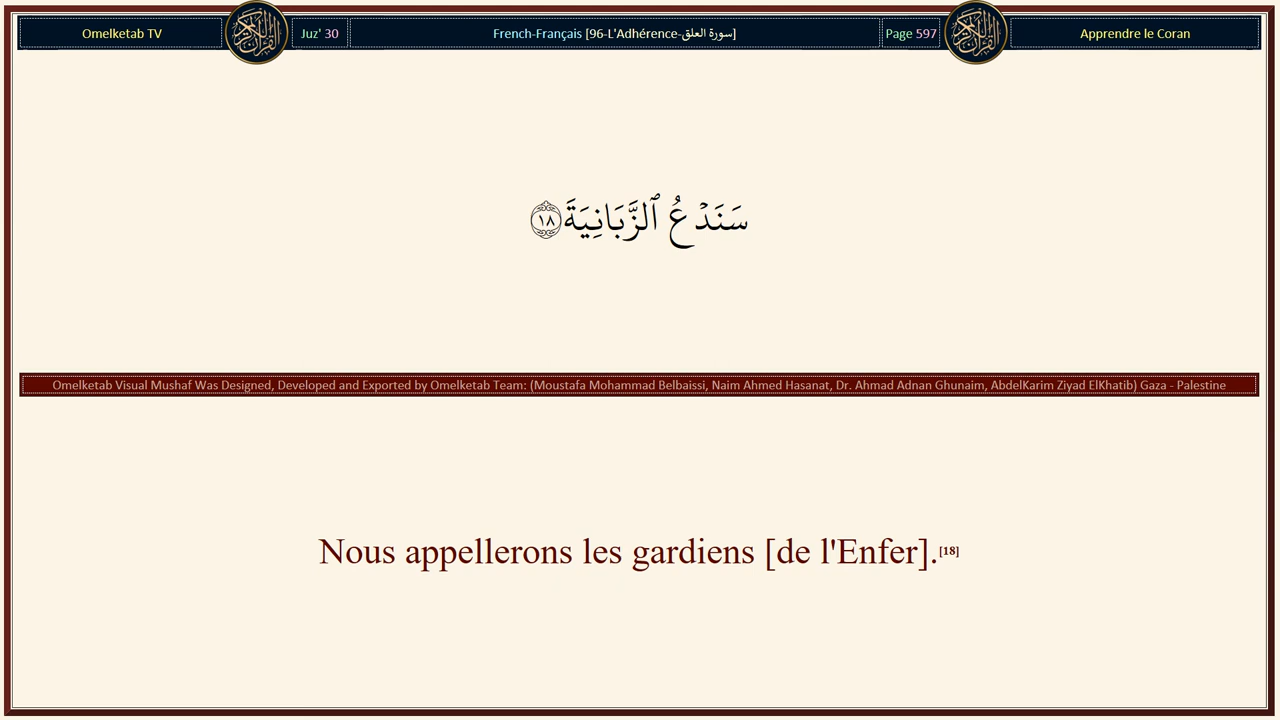 Omelketab TV
Juz' 30
French-Français [96-L'Adhérence-سورة العلق]
Page 597
Apprendre le Coran
سَنَدۡعُ ٱلزَّبَانِيَةَ ١٨
Omelketab Visual Mushaf Was Designed, Developed and Exported by Omelketab Team: (Moustafa Mohammad Belbaissi, Naim Ahmed Hasanat, Dr. Ahmad Adnan Ghunaim, AbdelKarim Ziyad ElKhatib) Gaza - Palestine
Nous appellerons les gardiens [de l'Enfer].[18]